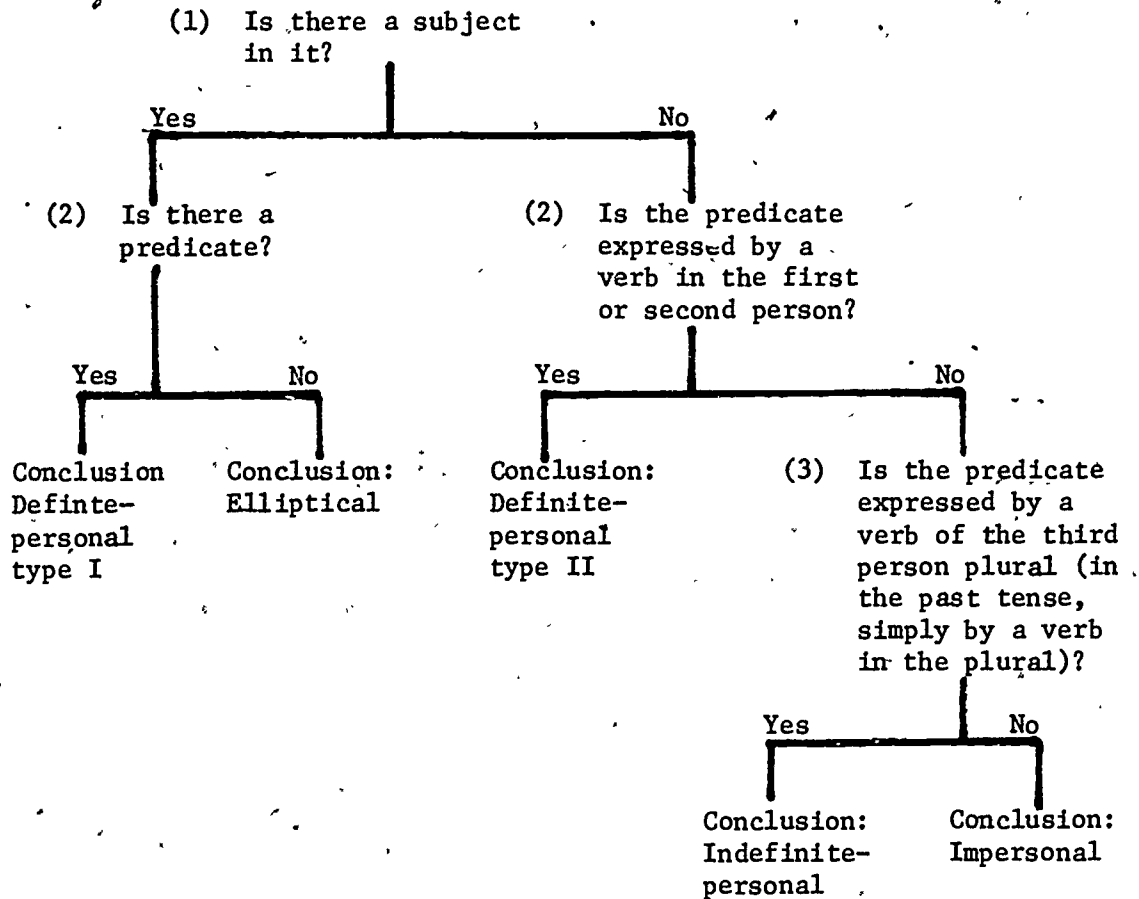 (1) Is there a subject
in it?
Yes
No
(2) Is there a
predicate?
(2) Is the predicate
expressed by a
verb in the first
or second person?
Yes
No
Yes
No
Conclusion
Definte-
personal
type I
Conclusion:
Elliptical
Conclusion:
Definite-
personal
type II
(3) Is the predicate
expressed by a
verb of the third
person plural (in
the past tense,
simply by a verb
in the plural)?
Yes
No
Conclusion:
Indefinite-
personal
Conclusion:
Impersonal